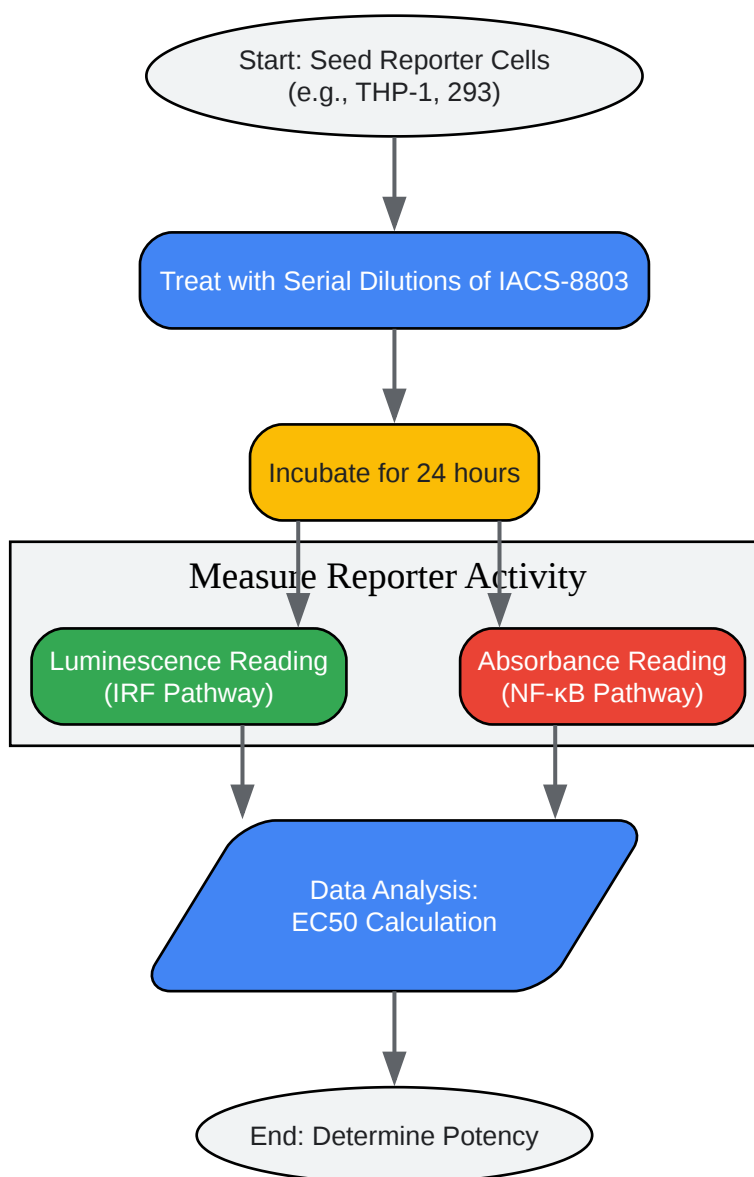 Start: Seed Reporter Cells
(e.g., THP-1, 293)
Treat with Serial Dilutions of IACS-8803
Incubate for 24 hours
Measure Reporter Activity
Luminescence Reading
(IRF Pathway)
Absorbance Reading
(NF-κB Pathway)
Data Analysis:
EC50 Calculation
End: Determine Potency